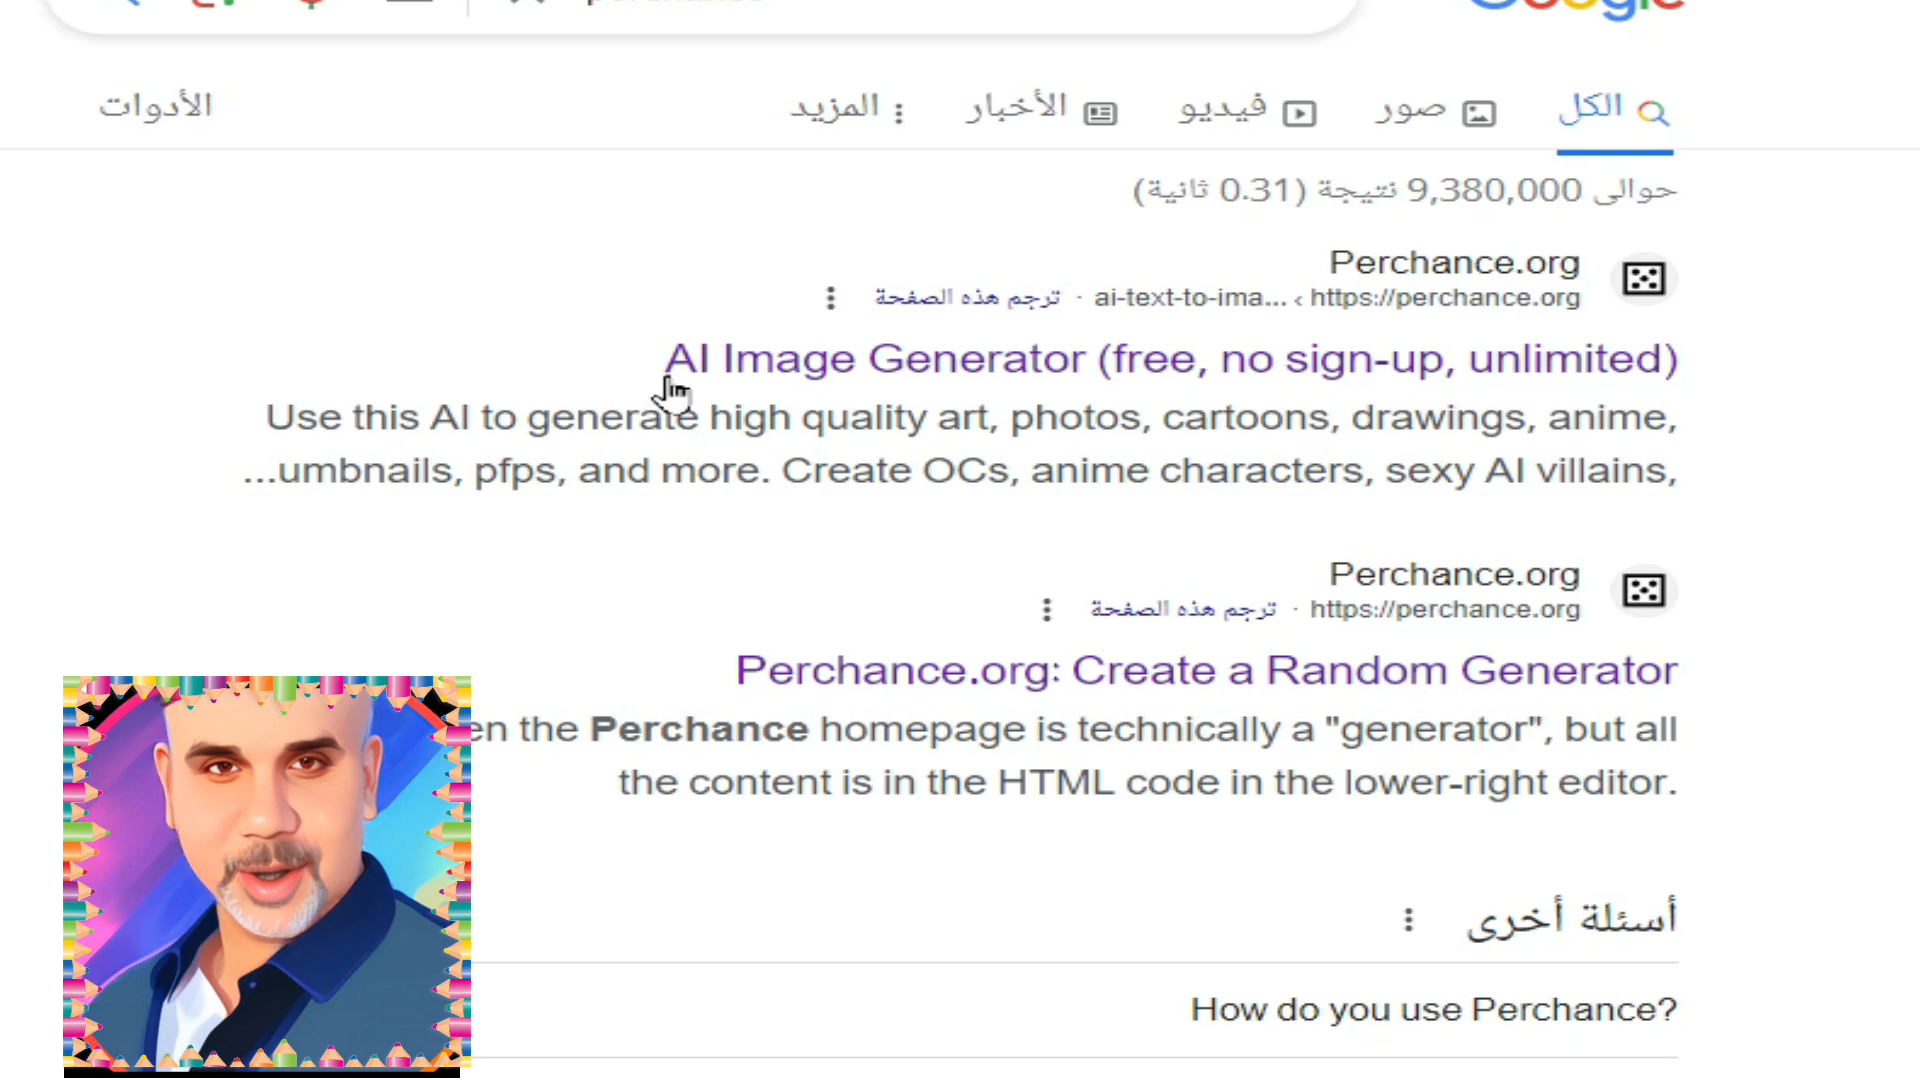 الكل
صور
فيديو
الأخبار
المزيد
الأدوات
حوالى 9,380,000 نتيجة (0.31 ثانية)
Perchance.org
https://perchance.org › ai-text-to-ima... · ترجم هذه الصفحة
AI Image Generator (free, no sign-up, unlimited)
Use this AI to generate high quality art, photos, cartoons, drawings, anime,
...umbnails, pfps, and more. Create OCs, anime characters, sexy AI villains,
Perchance.org
https://perchance.org · ترجم هذه الصفحة
Perchance.org: Create a Random Generator
the Perchance homepage is technically a "generator", but all
the content is in the HTML code in the lower-right editor.
أسئلة أخرى
How do you use Perchance?